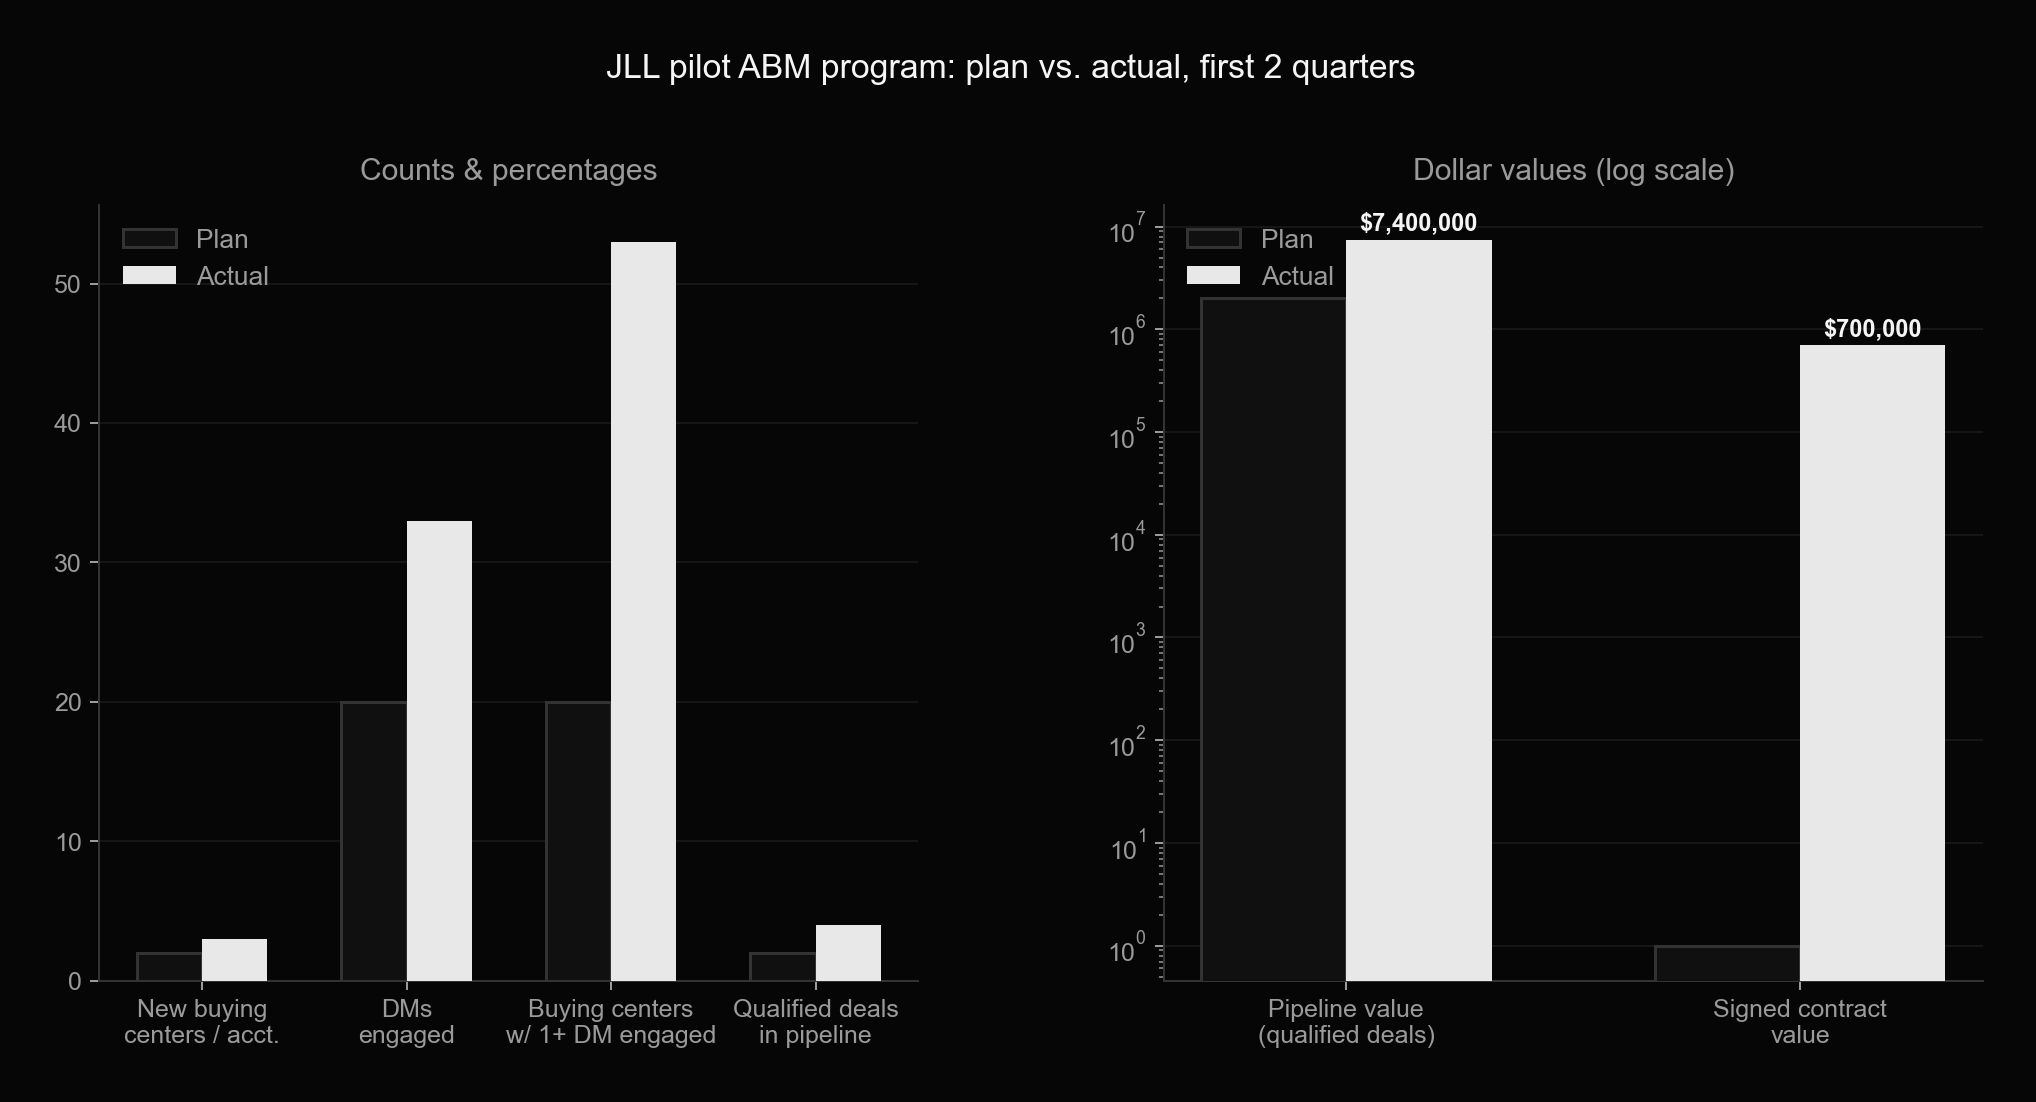 JLL pilot ABM program: plan vs. actual, first 2 quarters
Counts & percentages
Plan
Actual
50
40
30
20
10
0
New buying
centers / acct.
DMs
engaged
Buying centers
w/ 1+ DM engaged
Qualified deals
in pipeline
Dollar values (log scale)
Plan
Actual
$7,400,000
$700,000
10^7
10^6
10^5
10^4
10^3
10^2
10^1
10^0
Pipeline value
(qualified deals)
Signed contract
value